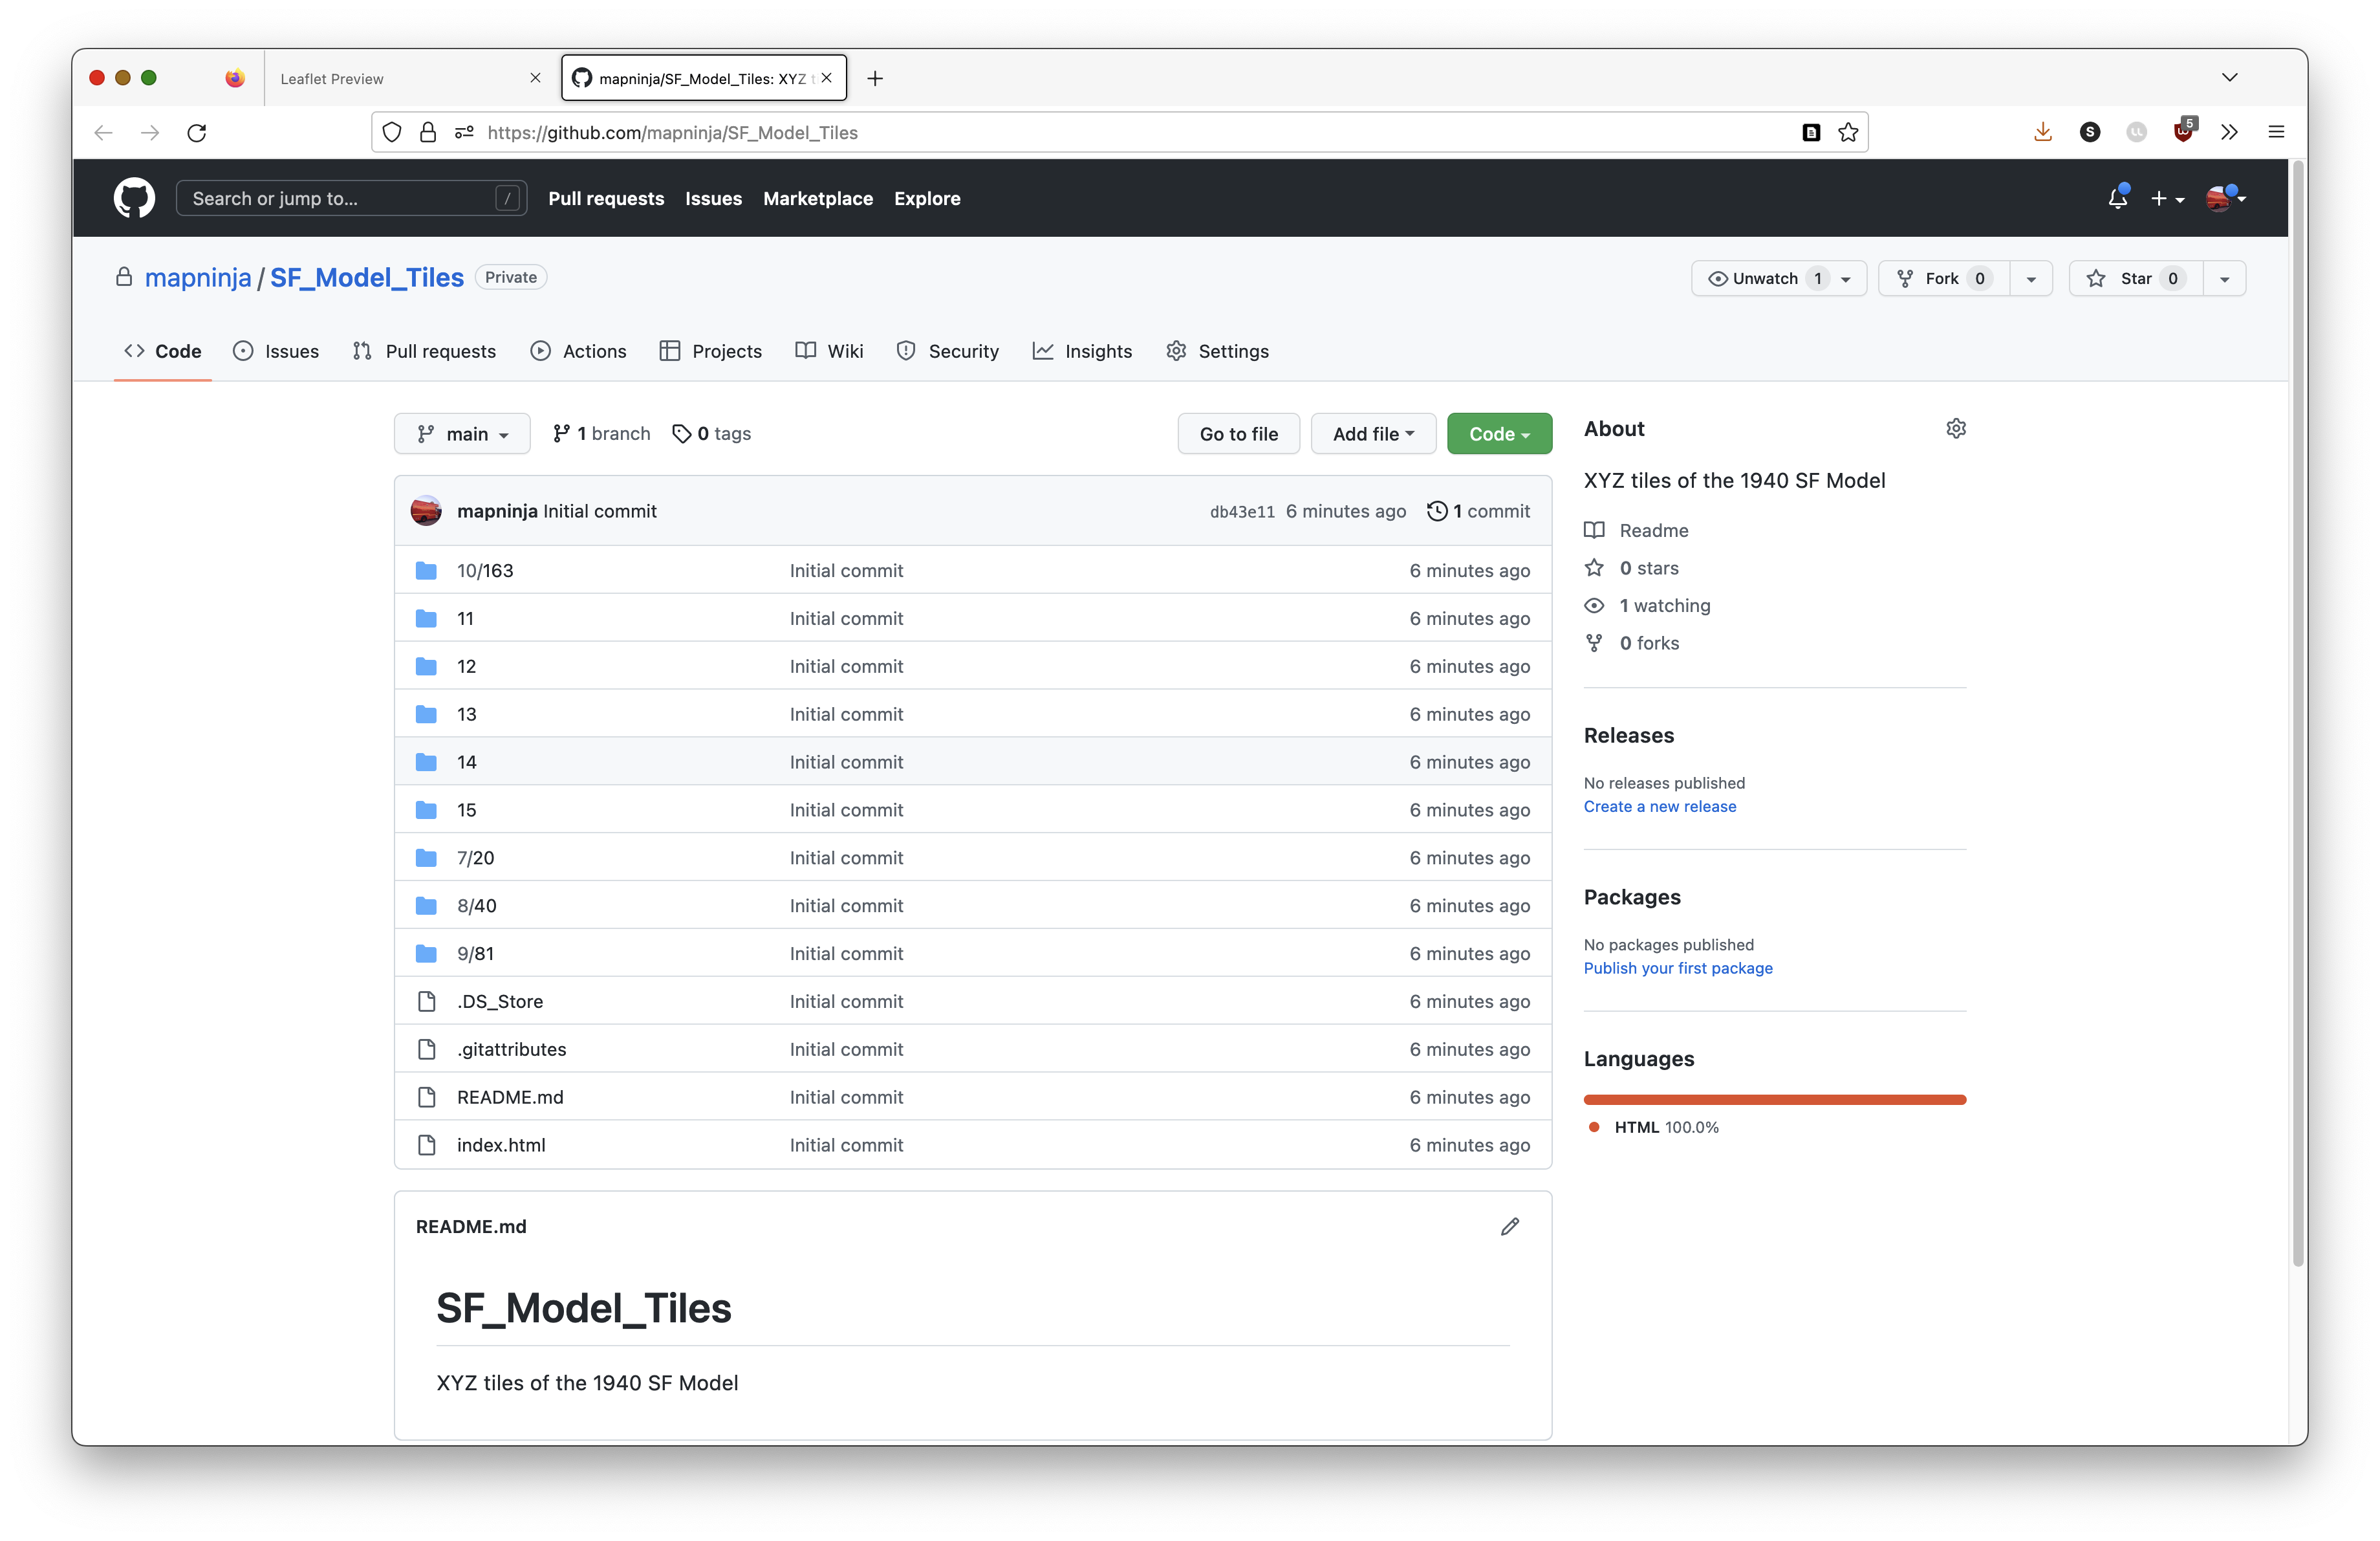 Leaflet Preview
mapninja/SF_Model_Tiles: XYZ t
https://github.com/mapninja/SF_Model_Tiles
5
Search or jump to... / Pull requests Issues Marketplace Explore
mapninja / SF_Model_Tiles Private
Unwatch 1 Fork 0 Star 0
Code Issues Pull requests Actions Projects Wiki Security Insights Settings
main 1 branch 0 tags Go to file Add file Code
mapninja Initial commit db43e11 6 minutes ago 1 commit
10/163 Initial commit 6 minutes ago
11 Initial commit 6 minutes ago
12 Initial commit 6 minutes ago
13 Initial commit 6 minutes ago
14 Initial commit 6 minutes ago
15 Initial commit 6 minutes ago
7/20 Initial commit 6 minutes ago
8/40 Initial commit 6 minutes ago
9/81 Initial commit 6 minutes ago
.DS_Store Initial commit 6 minutes ago
.gitattributes Initial commit 6 minutes ago
README.md Initial commit 6 minutes ago
index.html Initial commit 6 minutes ago
README.md
SF_Model_Tiles
XYZ tiles of the 1940 SF Model
About
XYZ tiles of the 1940 SF Model
Readme
0 stars
1 watching
0 forks
Releases
No releases published
Create a new release
Packages
No packages published
Publish your first package
Languages
HTML 100.0%